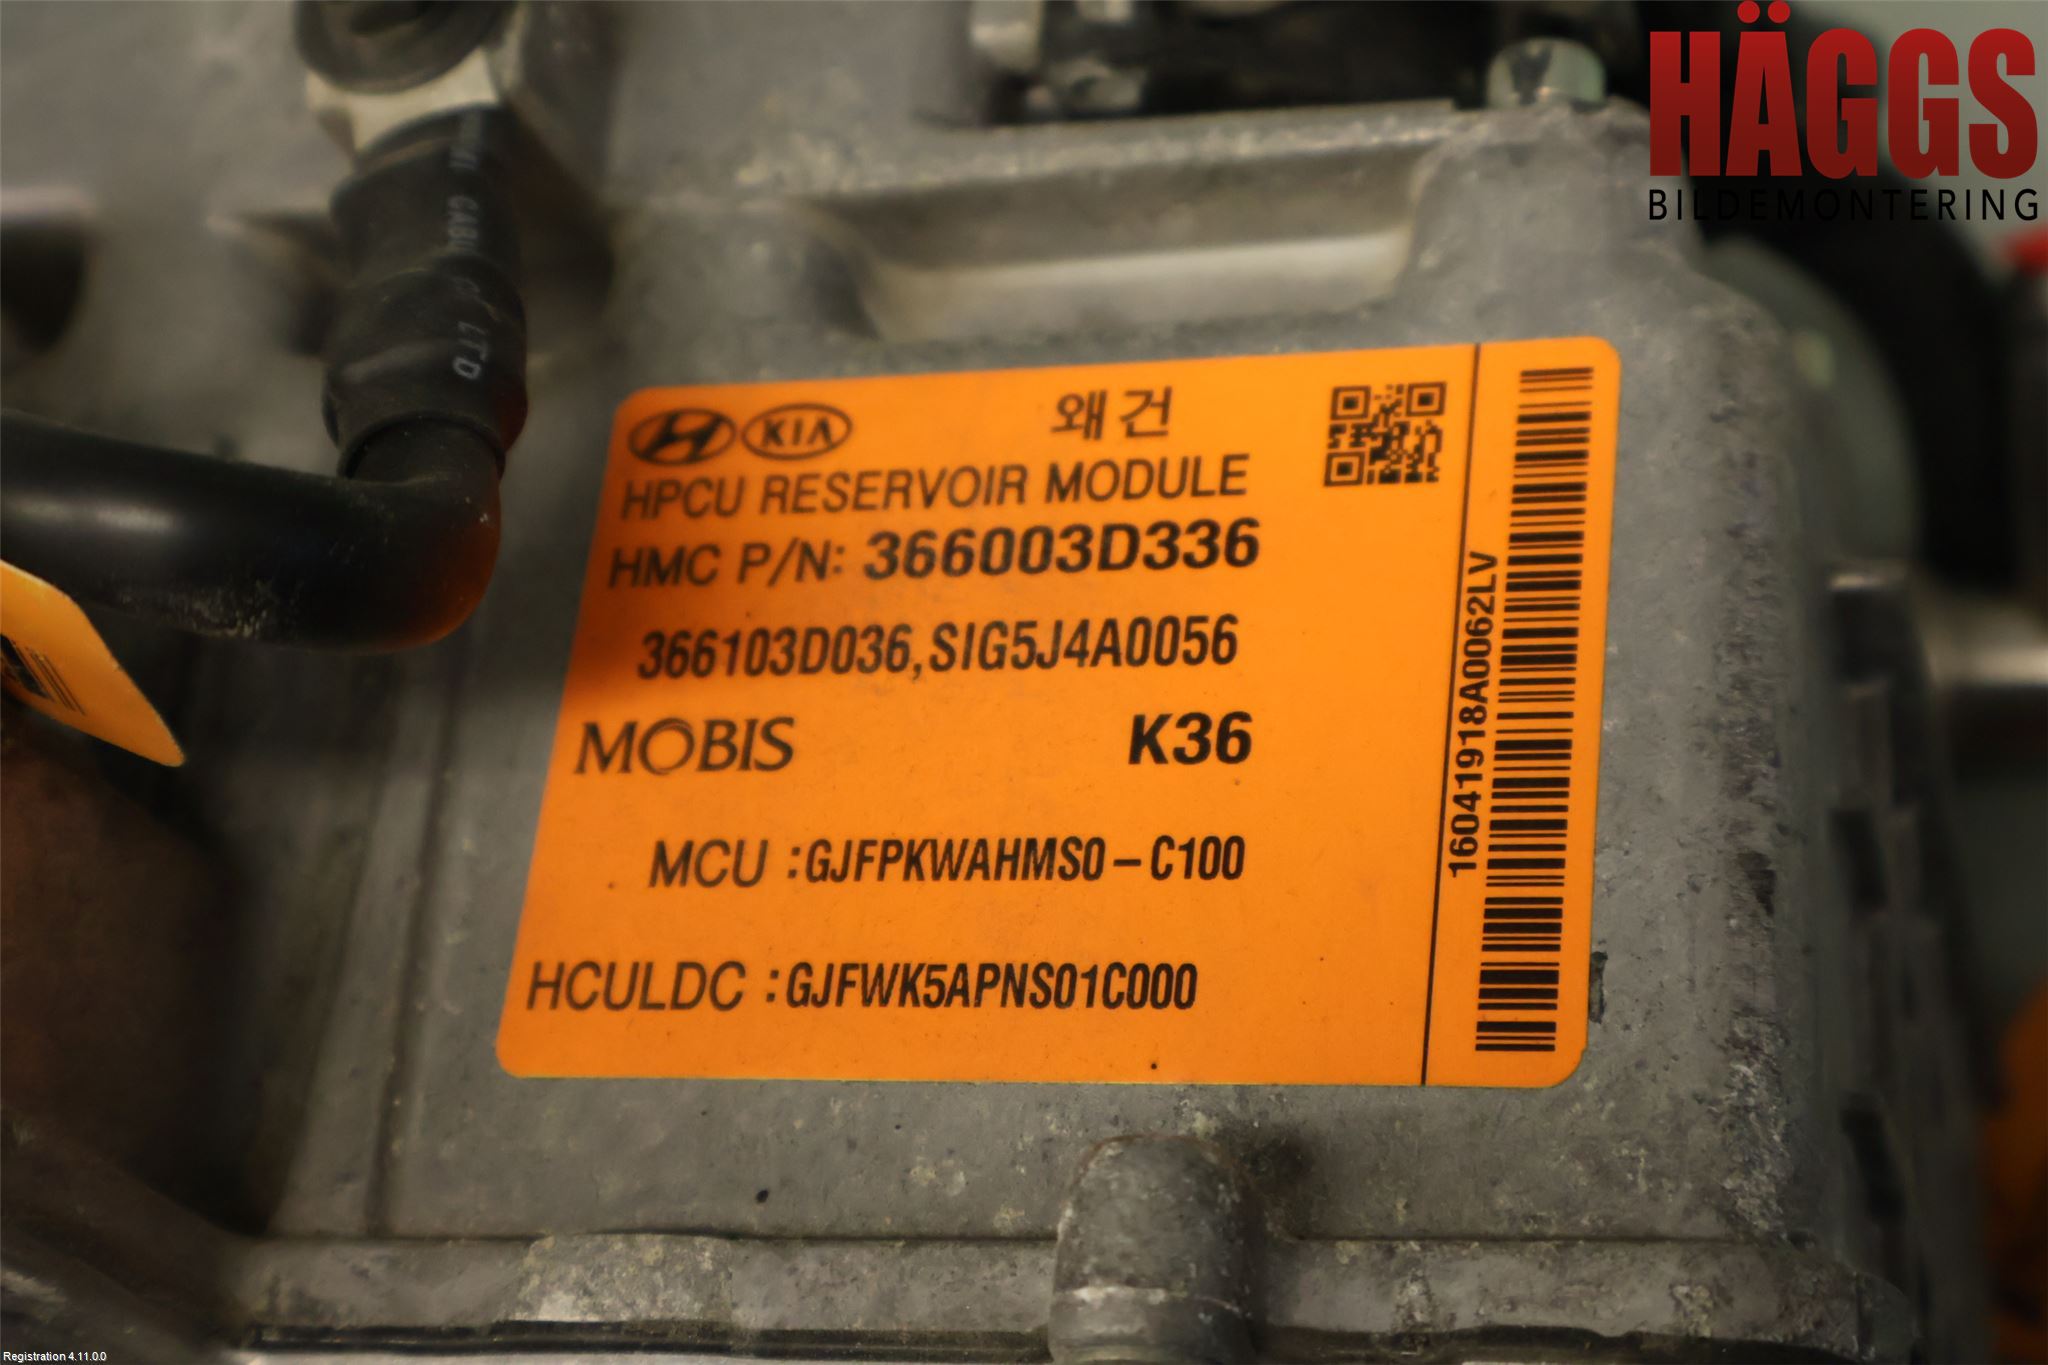 HÄGGS
BILDEMONTERING
CABLE
LTD
KIA
왜건
HPCU RESERVOIR MODULE
HMC P/N: 366003D336
366103D036,SIG5J4A0056
MOBIS K36
MCU :GJFPKWAHMS0-C100
HCULDC :GJFWK5APNS01C000
16041918A0062LV
Registration 4.11.0.0